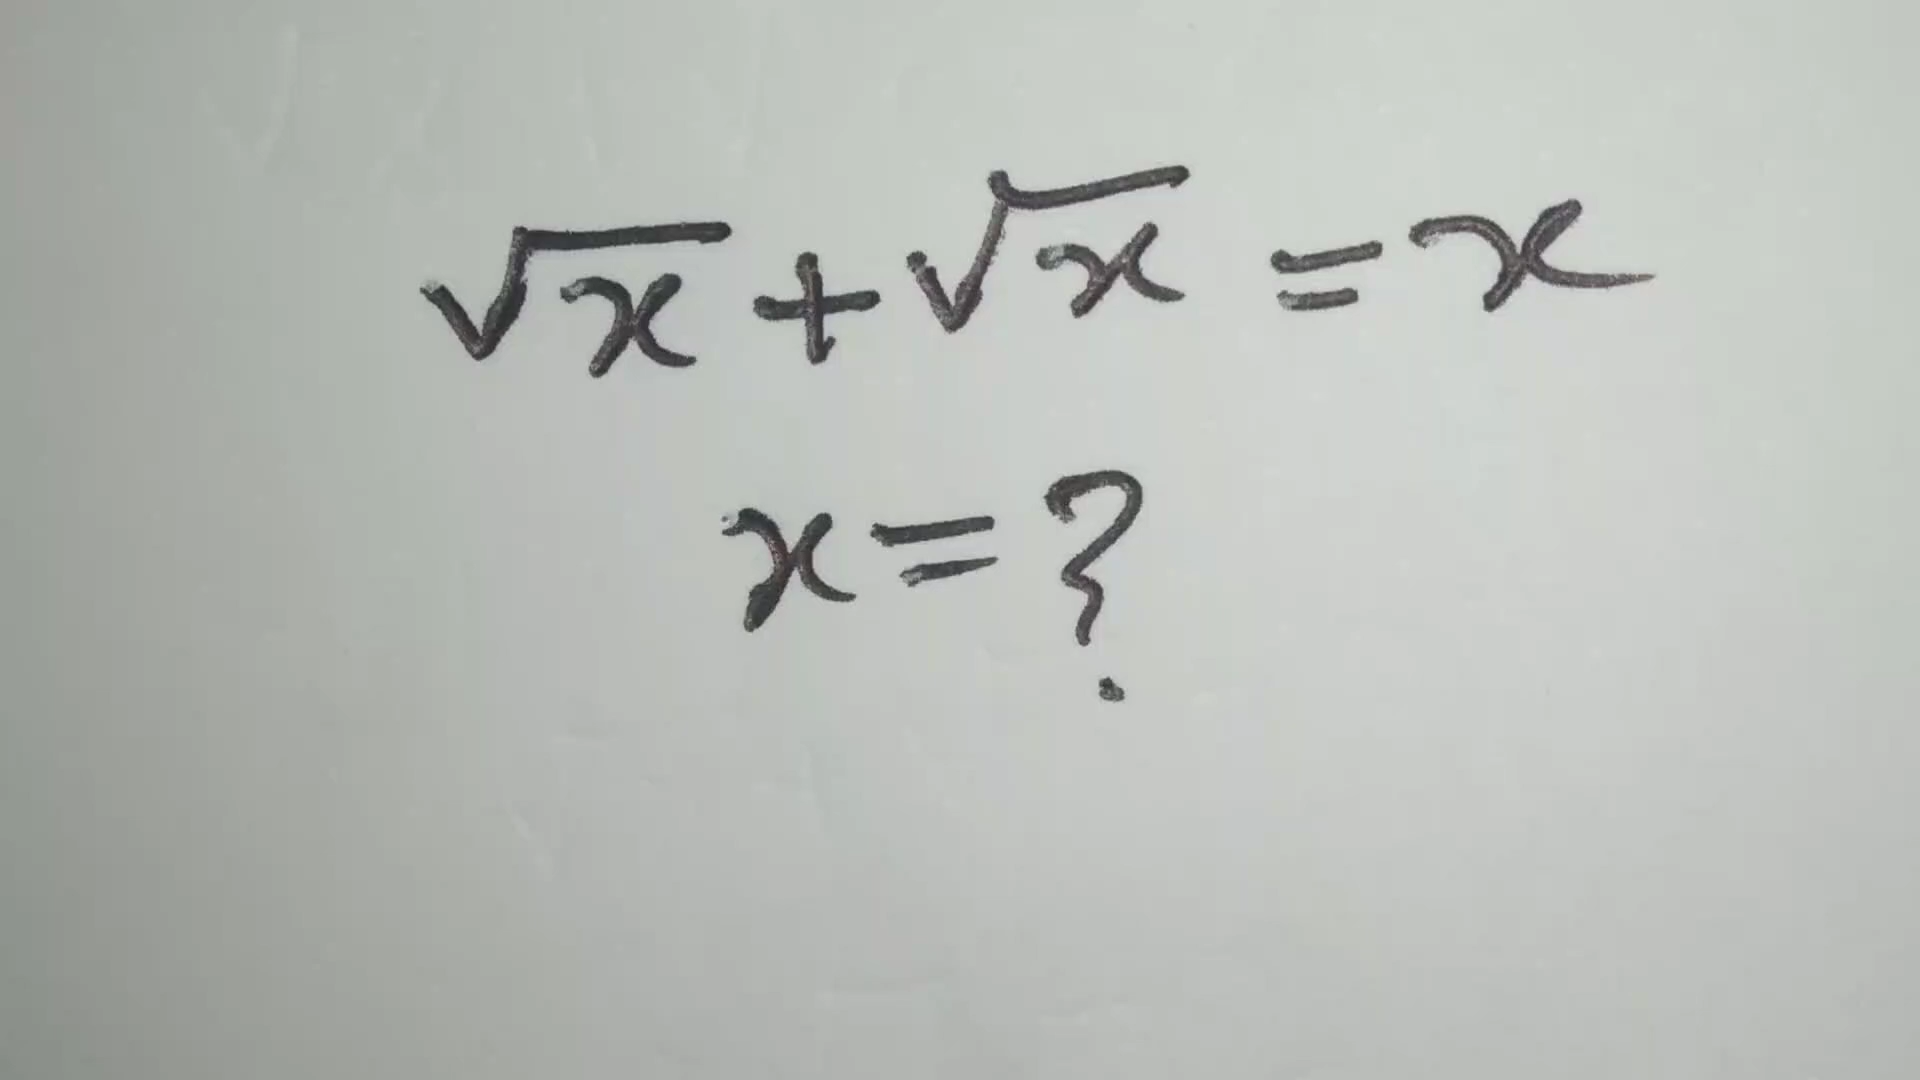 √x + √x = x
x = ?